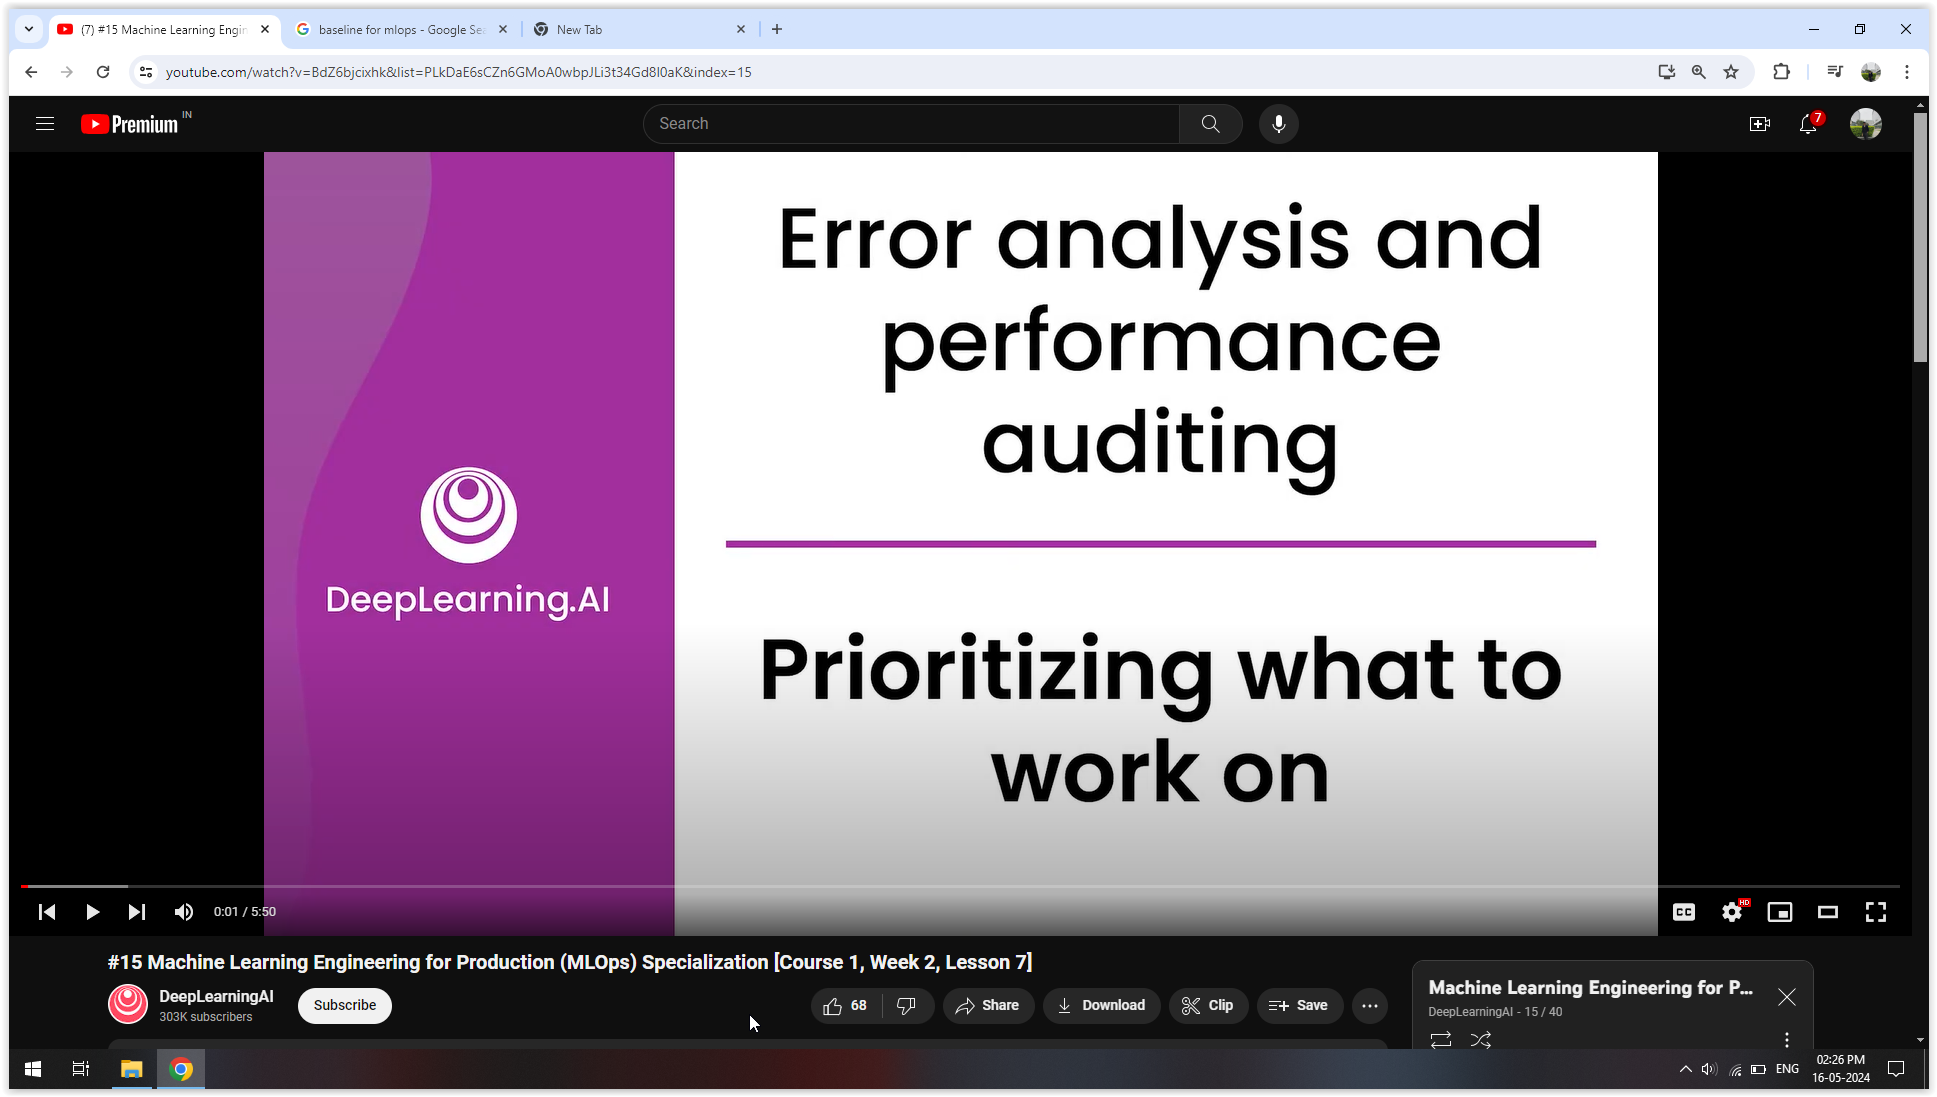 (7) #15 Machine Learning Engin
baseline for mlops - Google Se
New Tab
youtube.com/watch?v=BdZ6bjcixhk&list=PLkDaE6sCZn6GMoA0wbpJLi3t34Gd8l0aK&index=15
Premium IN
Search
7
Error analysis and
performance
auditing
DeepLearning.AI
Prioritizing what to
work on
0:01 / 5:50
CC
HD
#15 Machine Learning Engineering for Production (MLOps) Specialization [Course 1, Week 2, Lesson 7]
DeepLearningAI
303K subscribers
Subscribe
68
Share
Download
Clip
Save
Machine Learning Engineering for P...
DeepLearningAI - 15 / 40
ENG
02:26 PM
16-05-2024